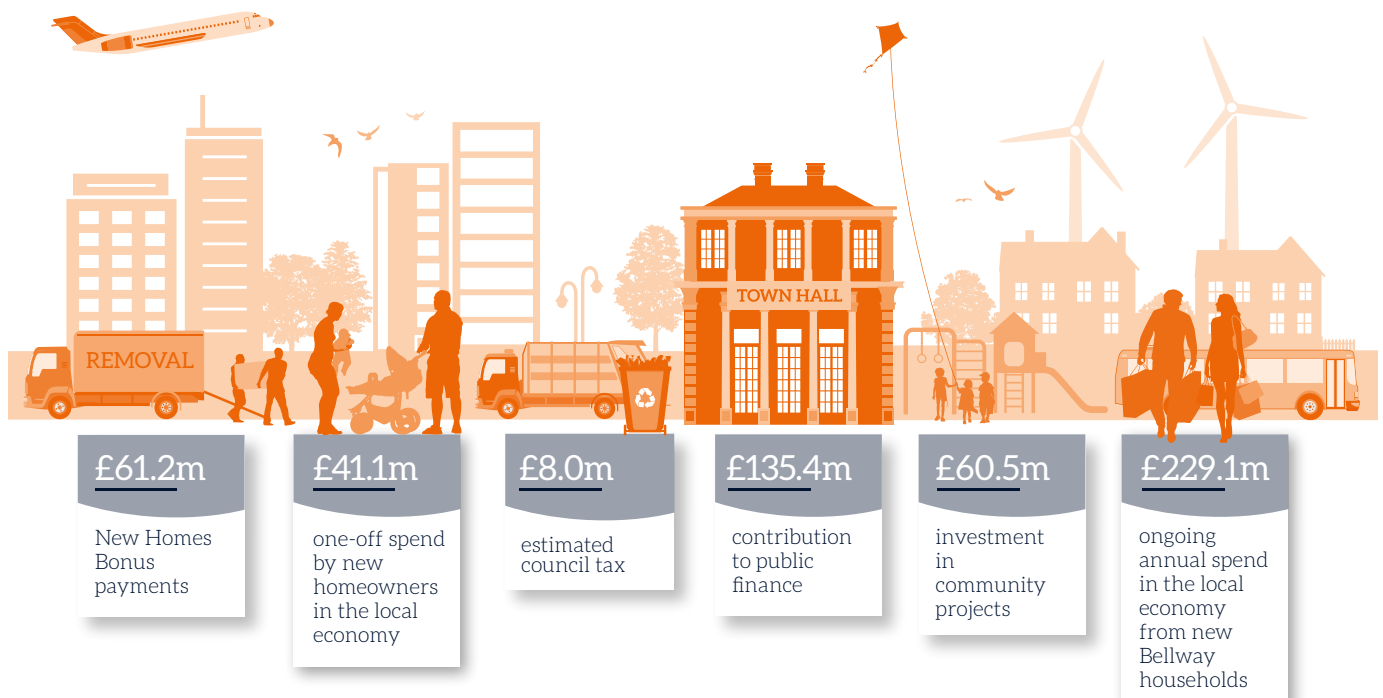 REMOVAL
TOWN HALL
£61.2m
New Homes
Bonus
payments
£41.1m
one-off spend
by new
homeowners
in the local
economy
£8.0m
estimated
council tax
£135.4m
contribution
to public
finance
£60.5m
investment
in
community
projects
£229.1m
ongoing
annual spend
in the local
economy
from new
Bellway
households